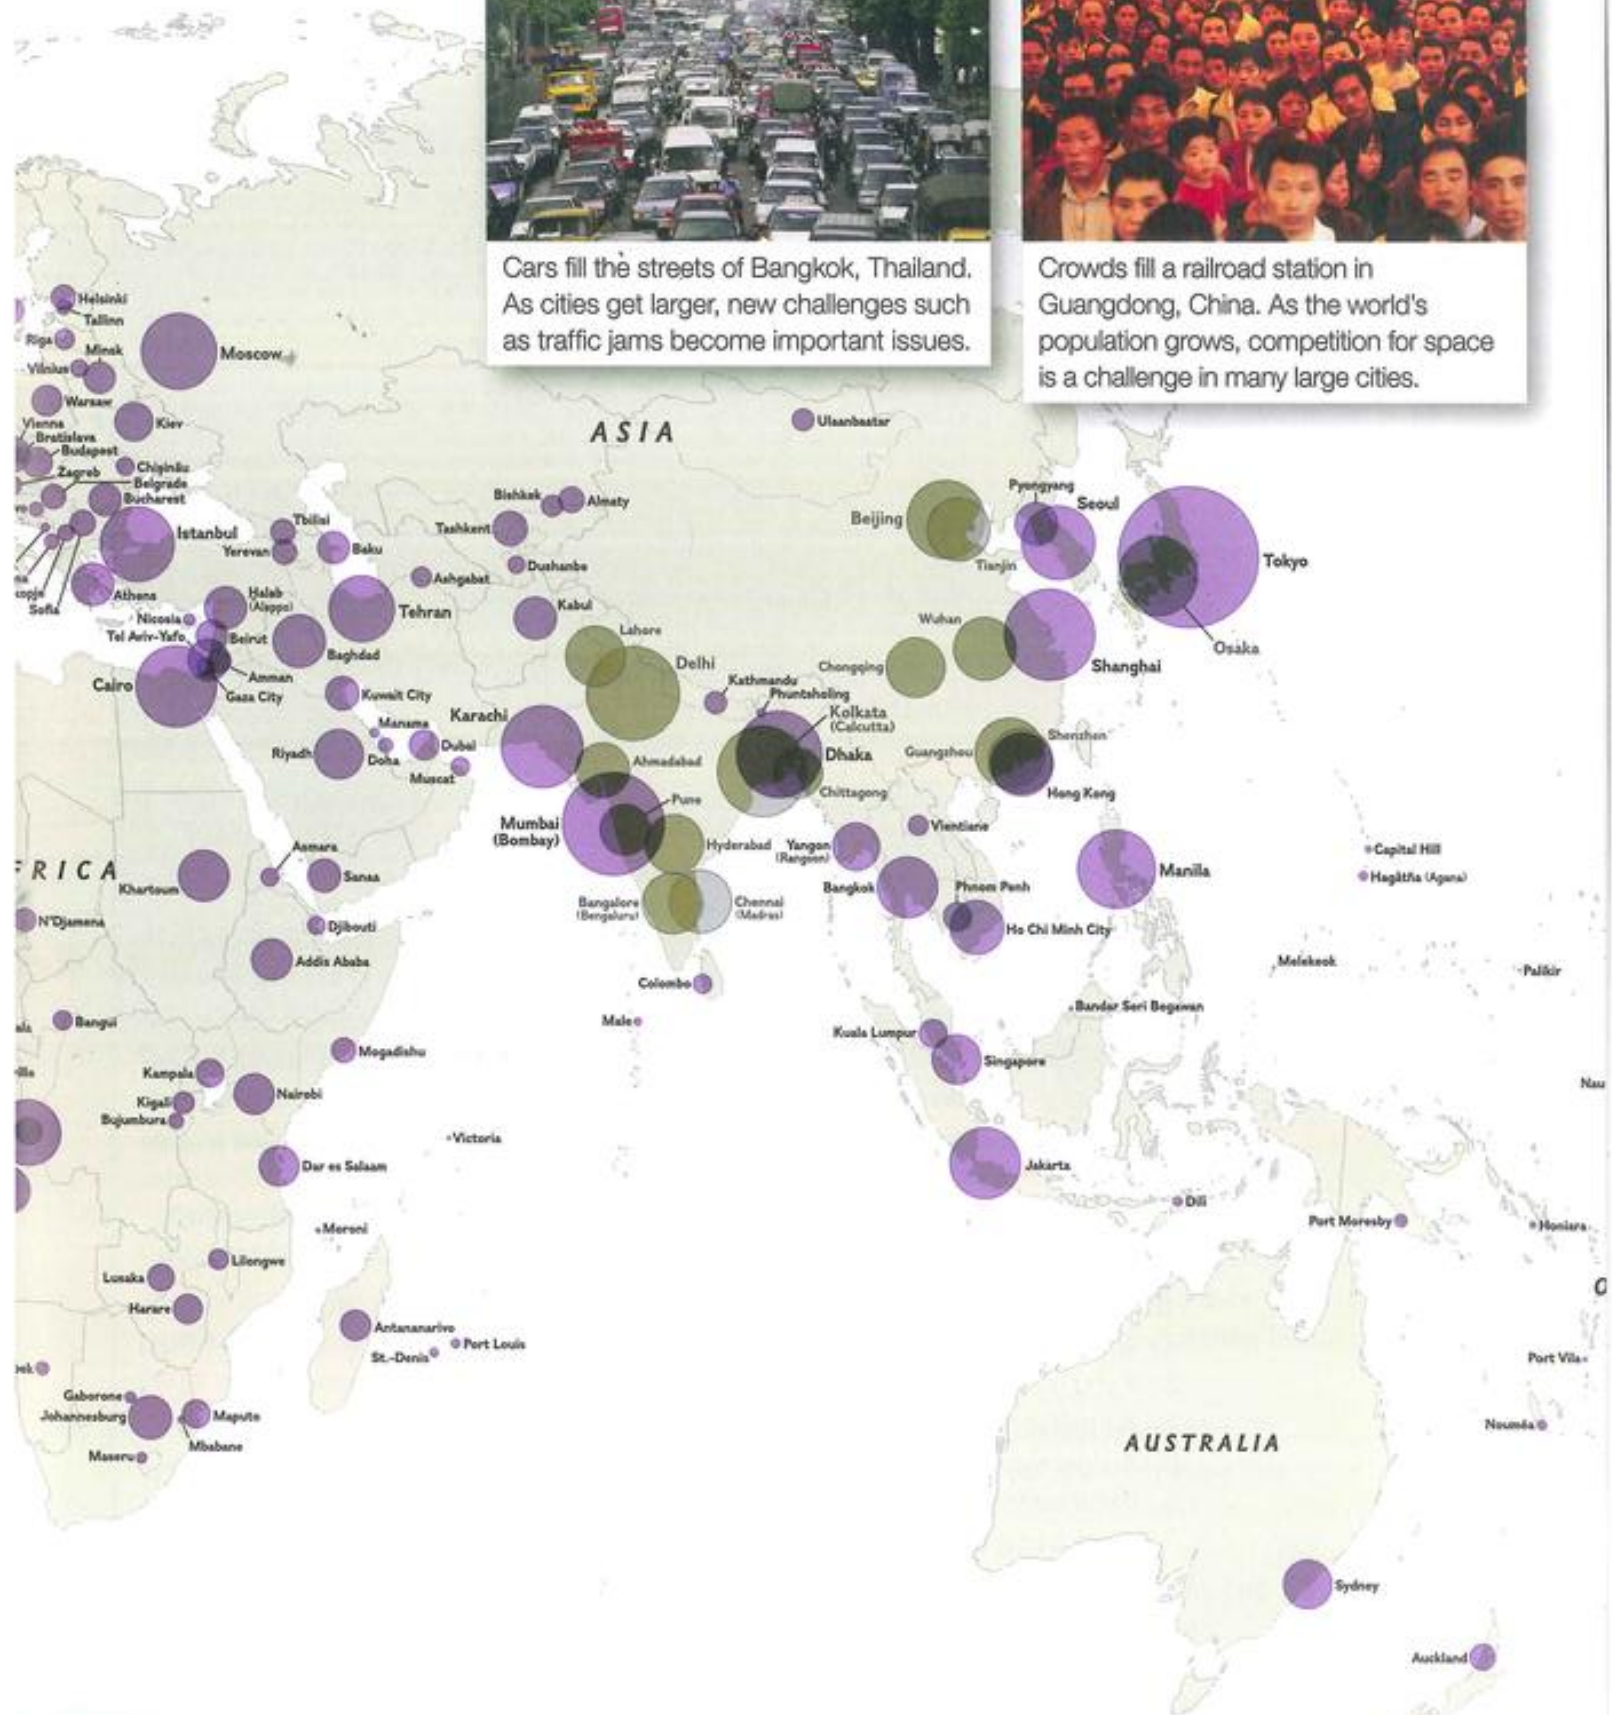 Cars fill the streets of Bangkok, Thailand.
As cities get larger, new challenges such
as traffic jams become important issues.
Crowds fill a railroad station in
Guangdong, China. As the world's
population grows, competition for space
is a challenge in many large cities.
Helsinki
Tallinn
Riga
Minsk
Moscow
Vilnius
Warsaw
Vienna
Kiev
Bratislava
Budapest
Zagreb
Chişinău
Belgrade
Bucharest
Istanbul
Tbilisi
Yerevan
Baku
Sofia
Athens
ASIA
Ulaanbaatar
Bishkek
Almaty
Tashkent
Dushanbe
Ashgabat
Kabul
Beijing
Tianjin
Pyongyang
Seoul
Tokyo
Osaka
Halab
(Aleppo)
Tehran
Nicosia
Tel Aviv-Yafo
Beirut
Baghdad
Amman
Cairo
Gaza City
Kuwait City
Lahore
Delhi
Wuhan
Chongqing
Shanghai
Kathmandu
Phuntsholing
Karachi
Kolkata
(Calcutta)
Manama
Riyadh
Doha
Dubai
Muscat
Ahmadabad
Dhaka
Guangzhou
Shenzhen
Chittagong
Hong Kong
Pune
Mumbai
(Bombay)
Hyderabad
Yangon
(Rangoon)
Vientiane
Manilla
Capital Hill
Hagåtña (Agana)
FRICA
Asmara
Khartoum
Sanaa
Bangkok
Phnom Penh
Bangalore
(Bengaluru)
Chennai
(Madras)
Ho Chi Minh City
N'Djamena
Djibouti
Addis Ababa
Melekeok
Palikir
Colombo
Bandar Seri Begawan
Male
Bangui
Kuala Lumpur
Mogadishu
Singapore
Kampala
Nairobi
Kigali
Bujumbura
Nau
Victoria
Dar es Salaam
Jakarta
Dili
Port Moresby
Honiara
Moroni
Lilongwe
Lusaka
Harare
O
Antananarivo
Port Louis
St.-Denis
Port Vila
Gaborone
Johannesburg
Maputo
Mbabane
Maseru
Nouméa
AUSTRALIA
Sydney
Auckland